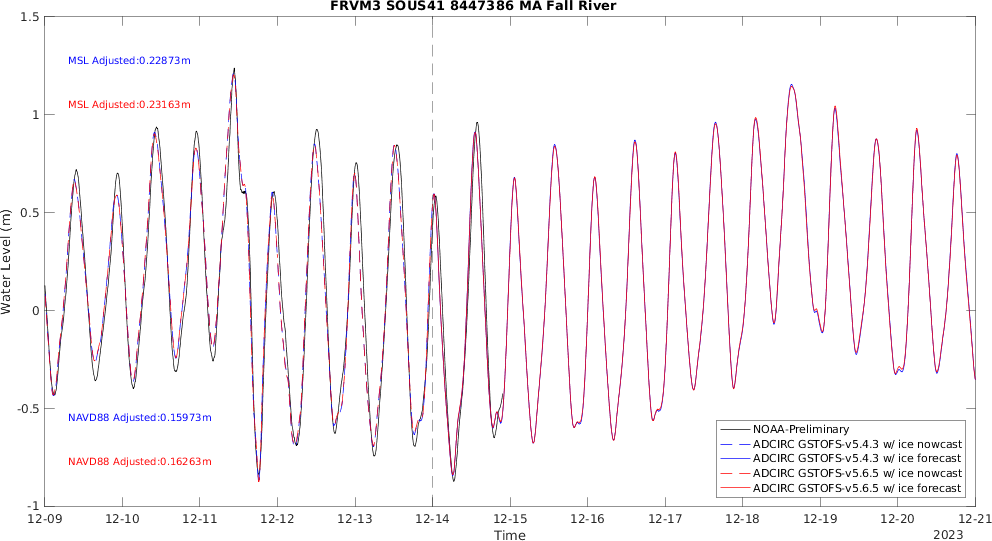 FRVM3 SOUS41 8447386 MA Fall River
1.5
1
0.5
0
-0.5
-1
Water Level (m)
MSL Adjusted:0.22873m
MSL Adjusted:0.23163m
NAVD88 Adjusted:0.15973m
NAVD88 Adjusted:0.16263m
NOAA-Preliminary
ADCIRC GSTOFS-v5.4.3 w/ ice nowcast
ADCIRC GSTOFS-v5.4.3 w/ ice forecast
ADCIRC GSTOFS-v5.6.5 w/ ice nowcast
ADCIRC GSTOFS-v5.6.5 w/ ice forecast
12-09 12-10 12-11 12-12 12-13 12-14 12-15 12-16 12-17 12-18 12-19 12-20 12-21
Time
2023